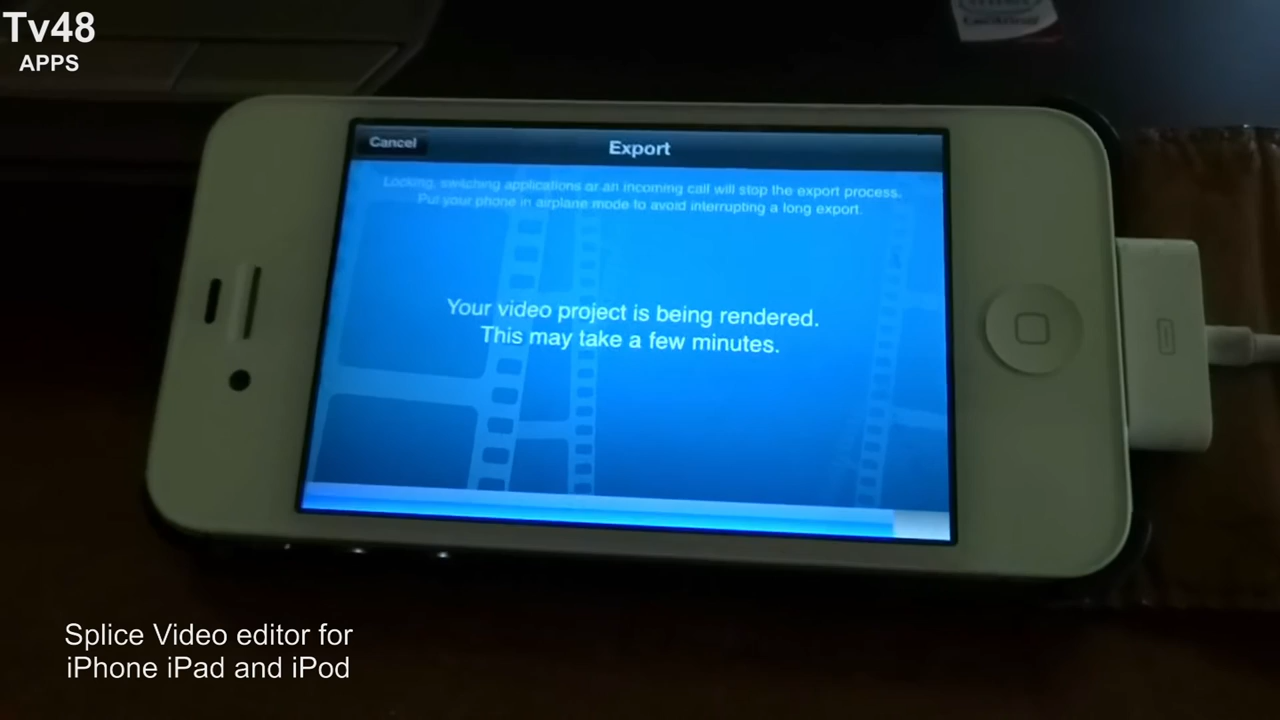 Tv48
APPS
Cancel
Export
Locking, switching applications or an incoming call will stop the export process.
Put your phone in airplane mode to avoid interrupting a long export.
Your video project is being rendered.
This may take a few minutes.
Splice Video editor for
iPhone iPad and iPod